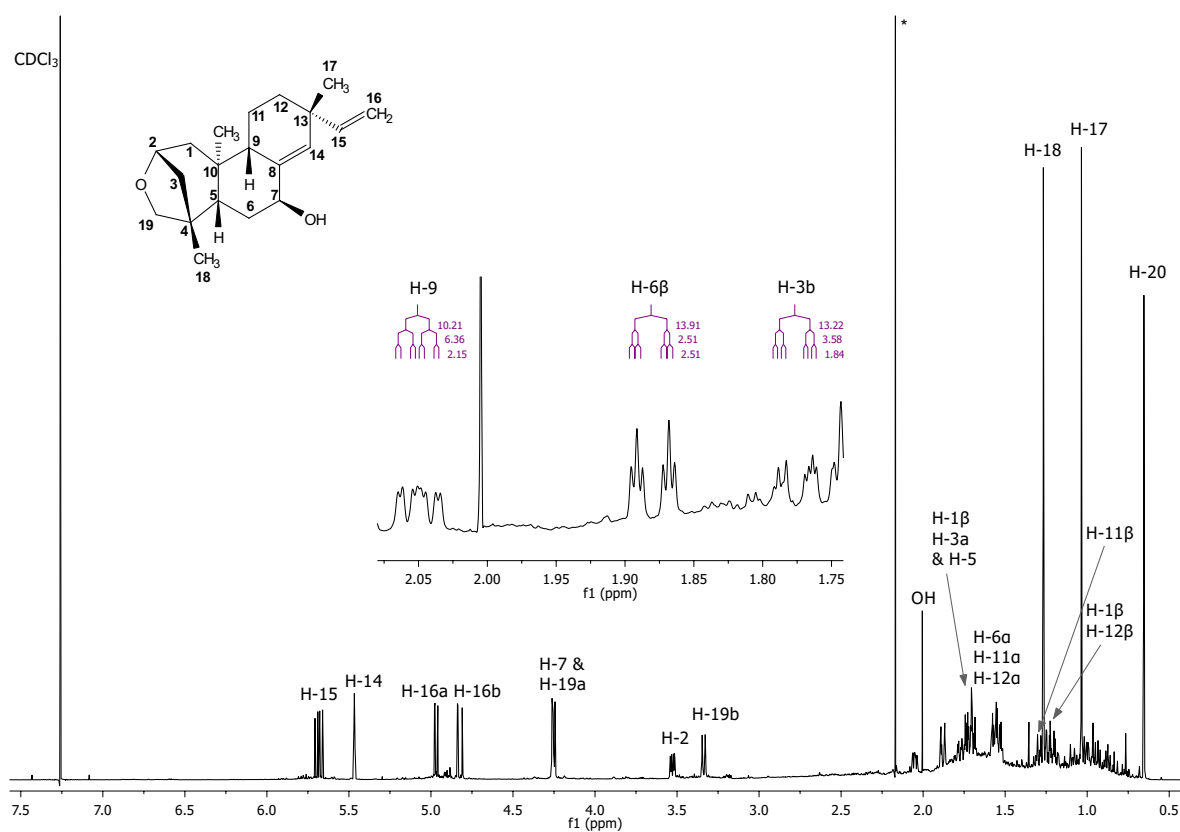 CDCl3
*
17
CH3
16
CH2
12
11
13
15
2
1
CH3
9
14
10
8
3
H
O
5
7
6
OH
19
4
H
CH3
18
H-17
H-18
H-20
H-9
10.21
6.36
2.15
H-6β
13.91
2.51
2.51
H-3b
13.22
3.58
1.84
2.05
2.00
1.95
1.90
1.85
1.80
1.75
f1 (ppm)
H-1β
H-3a
& H-5
H-11β
OH
H-1β
H-12β
H-6α
H-11α
H-12α
H-15
H-14
H-16a
H-16b
H-7 &
H-19a
H-2
H-19b
7.5
7.0
6.5
6.0
5.5
5.0
4.5
4.0
3.5
3.0
2.5
2.0
1.5
1.0
0.5
f1 (ppm)